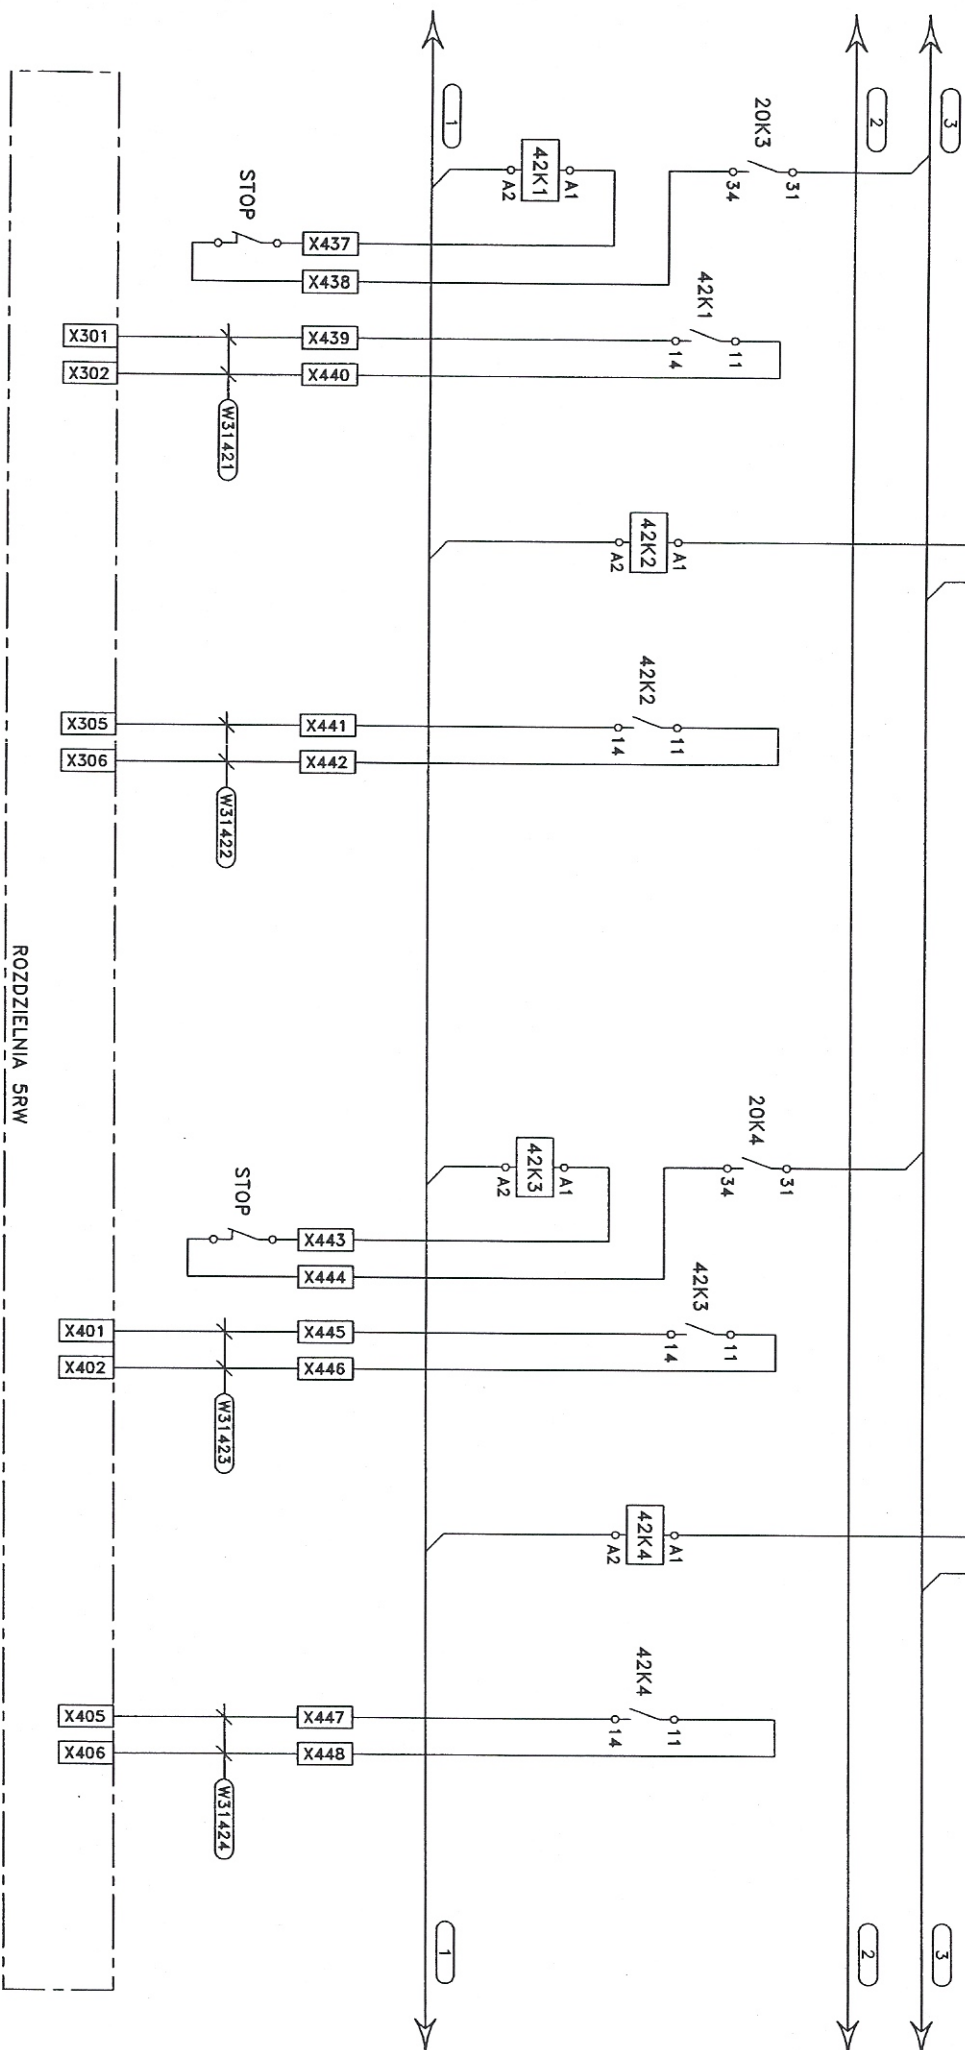 3
2
1
20K3
31
34
42K1
A1
A2
STOP
X437
X438
42K1
11
14
X439
X440
X301
X302
W31421
42K2
A1
A2
42K2
11
14
X441
X442
X305
X306
W31422
20K4
31
34
42K3
A1
A2
STOP
X443
X444
42K3
11
14
X445
X446
X401
X402
W31423
42K4
A1
A2
42K4
11
14
X447
X448
X405
X406
W31424
3
2
1
ROZDZIELNIA 5RW